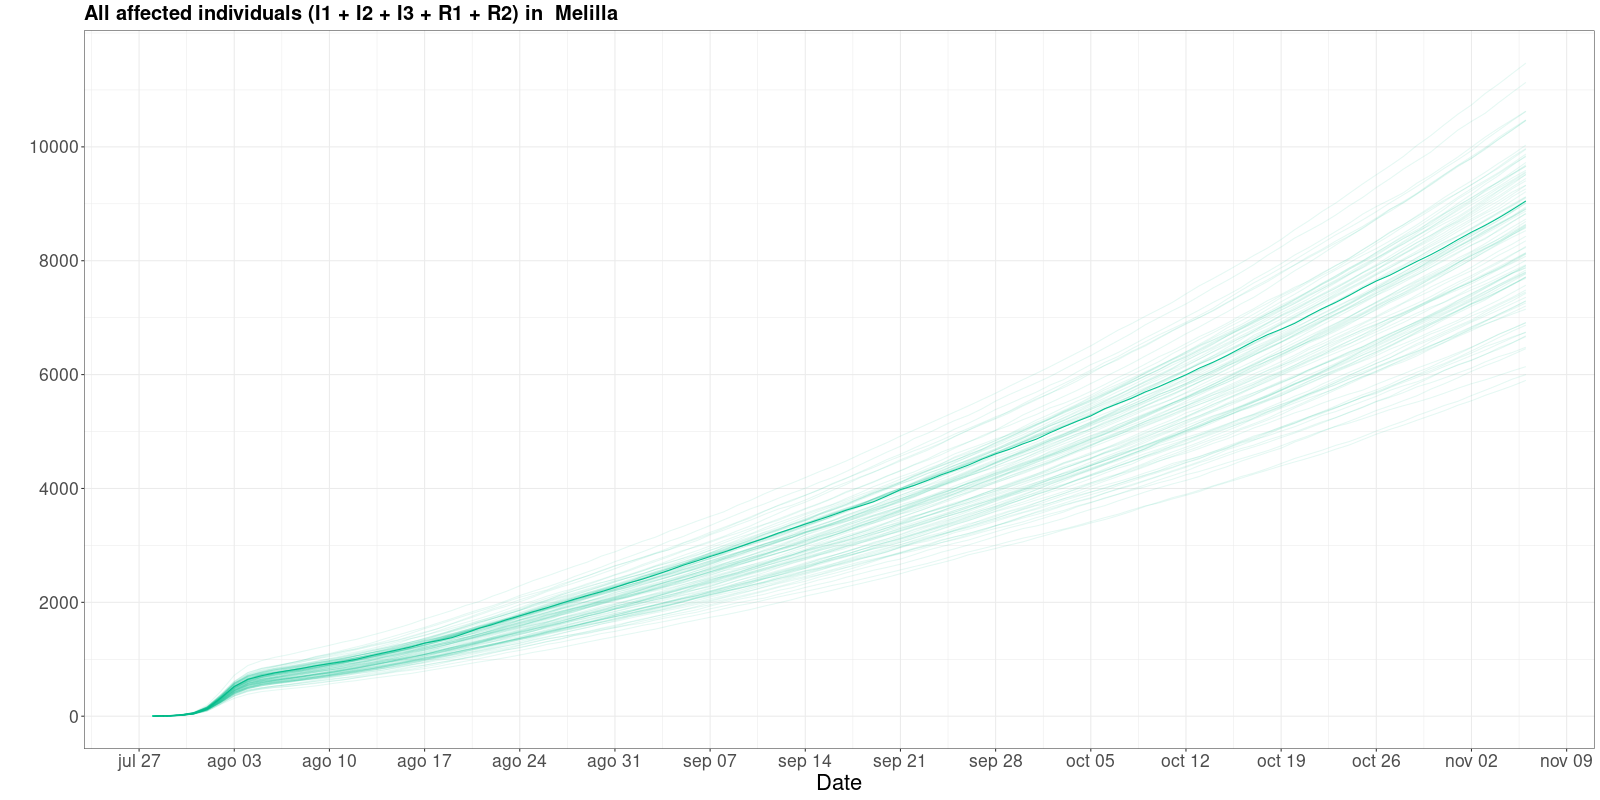 All affected individuals (I1 + I2 + I3 + R1 + R2) in  Melilla
10000
8000
6000
4000
2000
0
jul 27 ago 03 ago 10 ago 17 ago 24 ago 31 sep 07 sep 14 sep 21 sep 28 oct 05 oct 12 oct 19 oct 26 nov 02 nov 09
Date